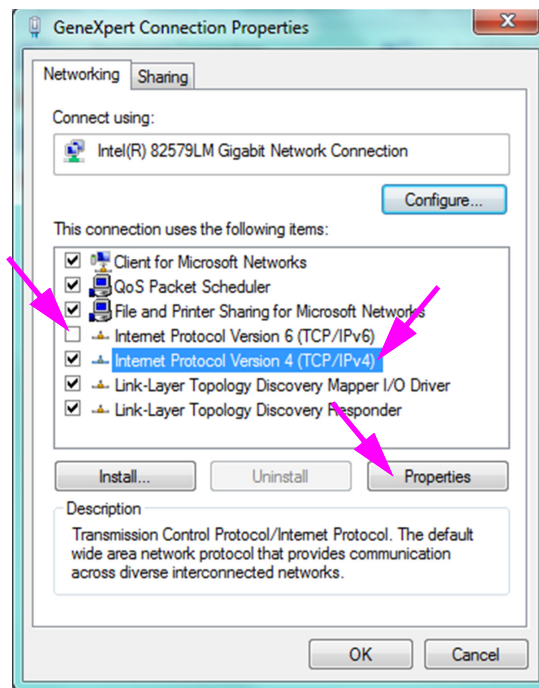 GeneXpert Connection Properties
Networking Sharing
Connect using:
Intel(R) 82579LM Gigabit Network Connection
Configure...
This connection uses the following items:
Client for Microsoft Networks
QoS Packet Scheduler
File and Printer Sharing for Microsoft Networks
Internet Protocol Version 6 (TCP/IPv6)
Internet Protocol Version 4 (TCP/IPv4)
Link-Layer Topology Discovery Mapper I/O Driver
Link-Layer Topology Discovery Responder
Install... Uninstall Properties
Description
Transmission Control Protocol/Internet Protocol. The default
wide area network protocol that provides communication
across diverse interconnected networks.
OK Cancel